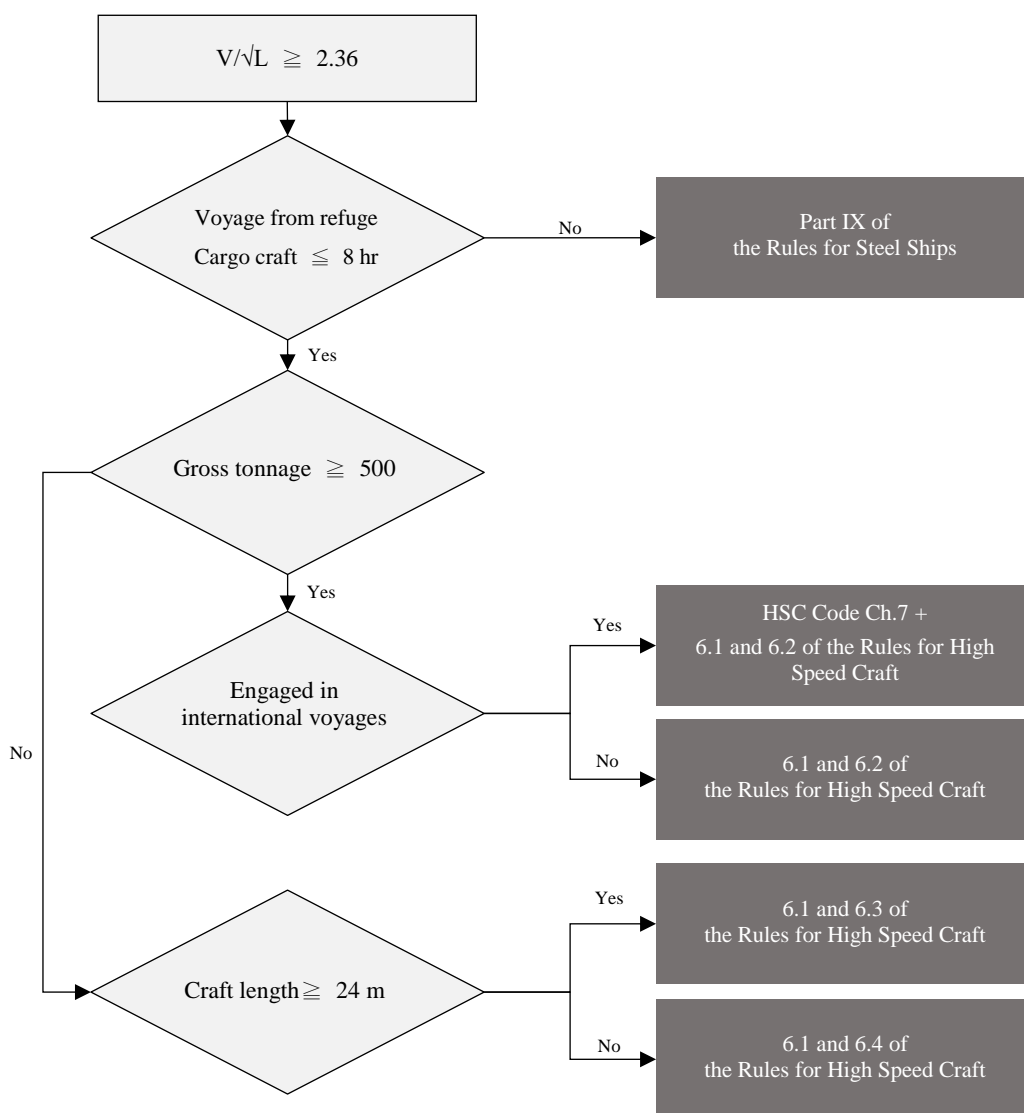 V/√L ≧ 2.36
Voyage from refuge
Cargo craft ≦ 8 hr
No
Part IX of
the Rules for Steel Ships
Yes
Gross tonnage ≧ 500
Yes
Engaged in
international voyages
Yes
HSC Code Ch.7 +
6.1 and 6.2 of the Rules for High
Speed Craft
No
6.1 and 6.2 of
the Rules for High Speed Craft
No
Craft length≧ 24 m
Yes
6.1 and 6.3 of
the Rules for High Speed Craft
No
6.1 and 6.4 of
the Rules for High Speed Craft